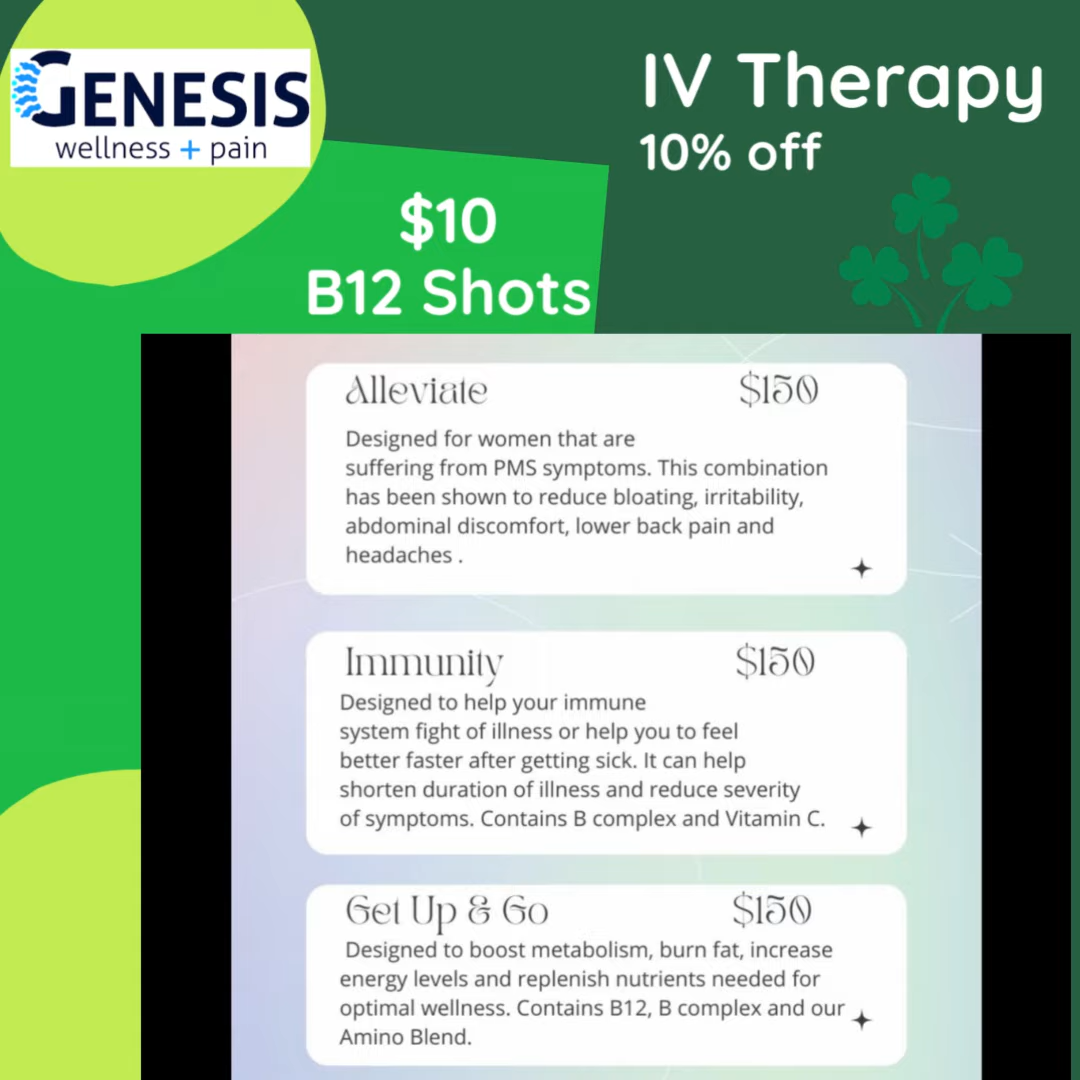 GENESIS
wellness + pain
IV Therapy
10% off
$10
B12 Shots
Alleviate $150
Designed for women that are
suffering from PMS symptoms. This combination
has been shown to reduce bloating, irritability,
abdominal discomfort, lower back pain and
headaches .
Immunity $150
Designed to help your immune
system fight of illness or help you to feel
better faster after getting sick. It can help
shorten duration of illness and reduce severity
of symptoms. Contains B complex and Vitamin C.
Get Up & Go $150
Designed to boost metabolism, burn fat, increase
energy levels and replenish nutrients needed for
optimal wellness. Contains B12, B complex and our
Amino Blend.